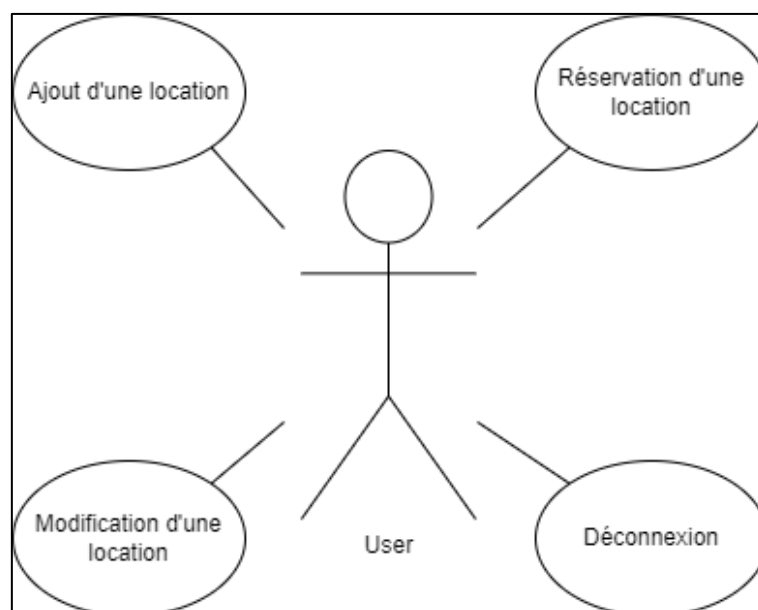 Ajout d'une location
Réservation d'une
location
Modification d'une
location
User
Déconnexion